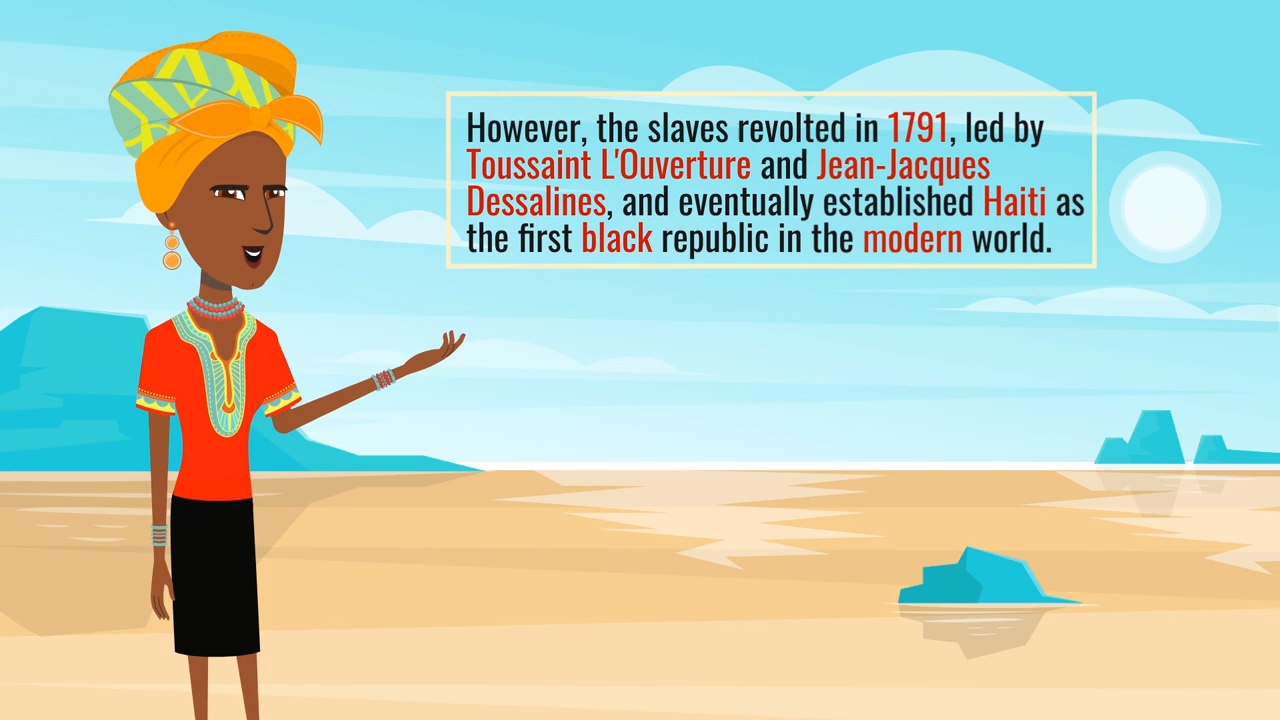 However, the slaves revolted in 1791, led by
Toussaint L'Ouverture and Jean-Jacques
Dessalines, and eventually established Haiti as
the first black republic in the modern world.